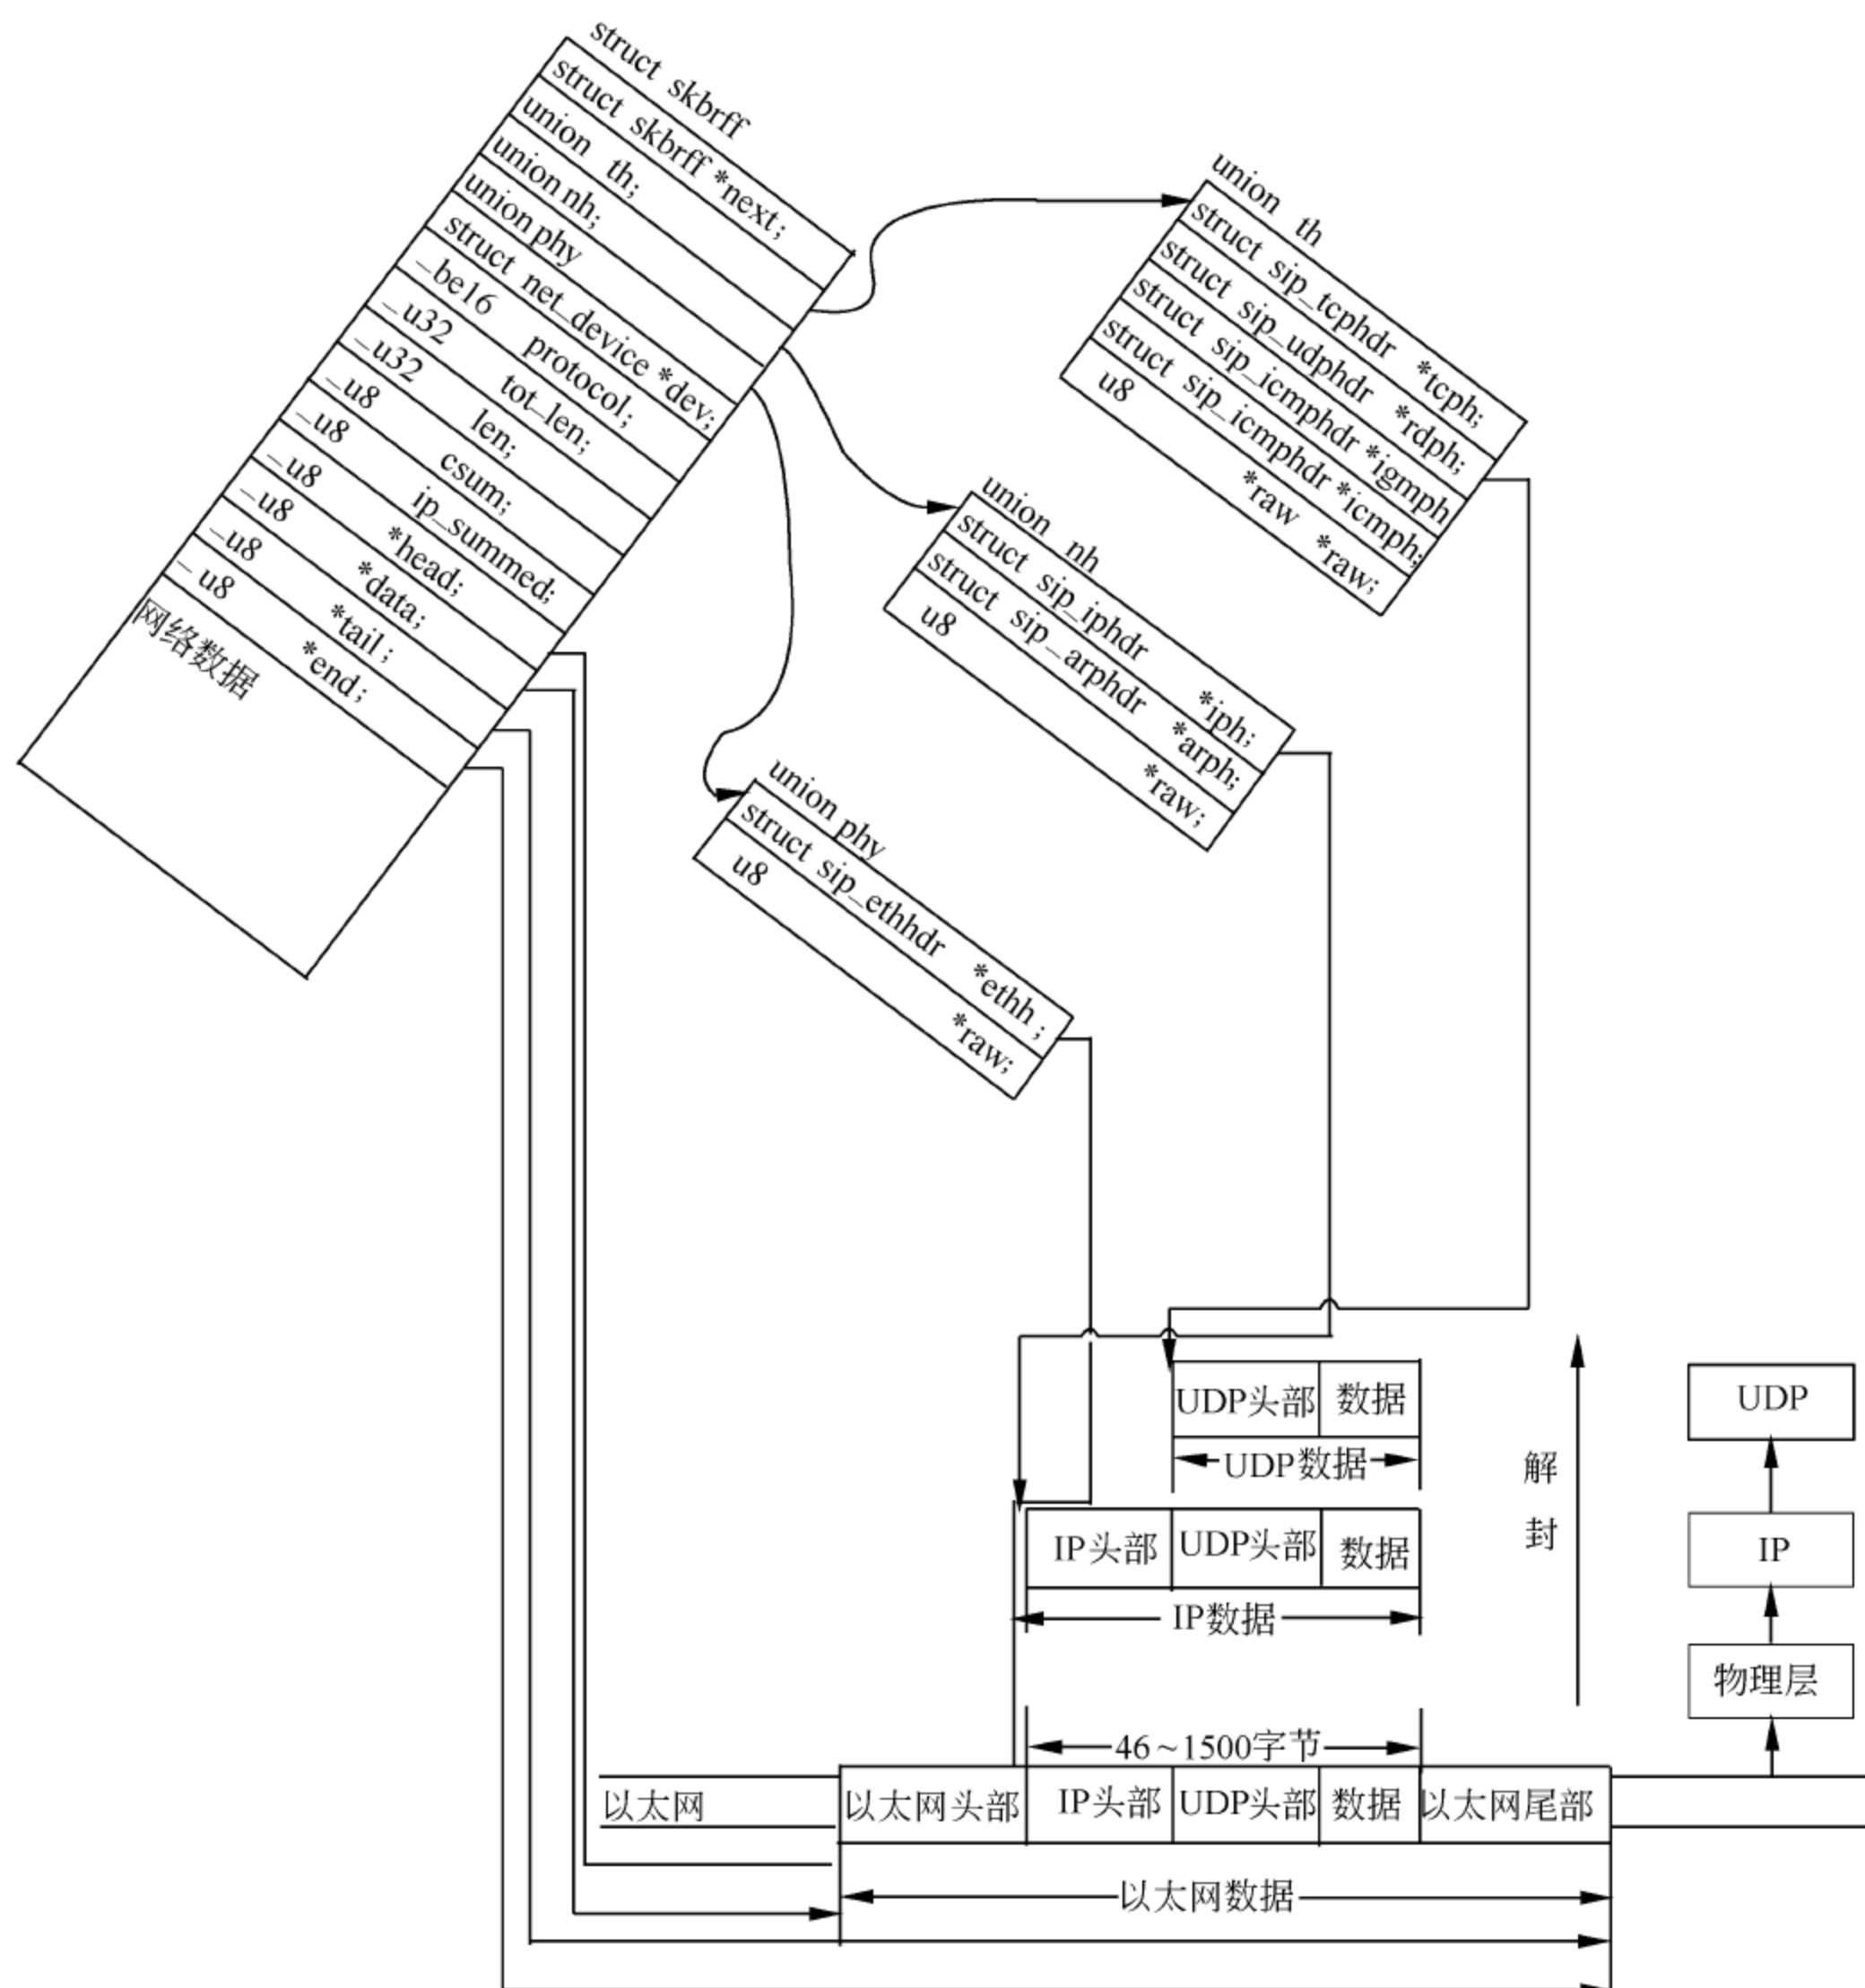 struct skbrff
struct skbrff *next;
union th;
union nh;
union phy
struct net_device *dev;
_be16 protocol;
_u32 tot_len;
_u32 len;
_u8 csum;
_u8 ip_summed;
_u8 *head;
_u8 *data;
_u8 *tail;
_u8 *end;
网络数据
union th
struct sip_tcphdr *tcph;
struct sip_udphdr *rdph;
struct sip_icmphdr *igmph
struct sip_icmphdr *icmph;
u8 *raw *raw;
union nh
struct sip_iphdr *iph;
struct sip_arphdr *arph;
u8 *raw;
union phy
struct sip_ethhdr *ethh;
u8 *raw;
UDP头部 数据
UDP数据
IP头部 UDP头部 数据
IP数据
46~1500字节
以太网 以太网头部 IP头部 UDP头部 数据 以太网尾部
以太网数据
解
封
UDP
IP
物理层